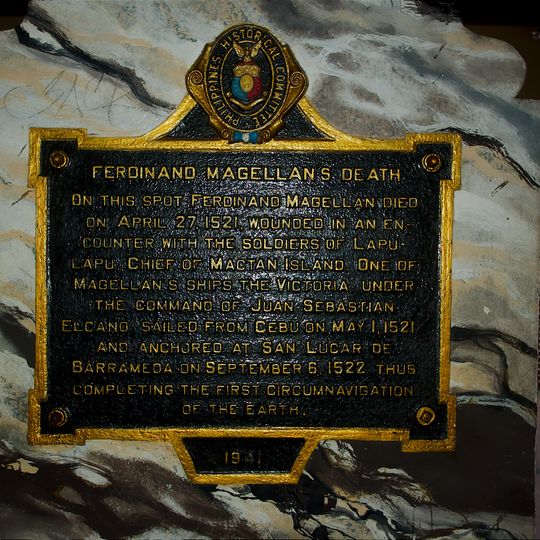 PHILIPPINES HISTORICAL COMMITTEE
FERDINAND MAGELLAN'S DEATH
ON THIS SPOT FERDINAND MAGELLAN DIED
ON APRIL 27, 1521, WOUNDED IN AN EN-
COUNTER WITH THE SOLDIERS OF LAPU-
LAPU, CHIEF OF MACTAN ISLAND. ONE OF
MAGELLAN'S SHIPS, THE VICTORIA, UNDER
THE COMMAND OF JUAN SEBASTIAN
ELCANO, SAILED FROM CEBU ON MAY 1, 1521
AND ANCHORED AT SAN LUCAR DE
BARRAMEDA ON SEPTEMBER 6, 1522, THUS
COMPLETING THE FIRST CIRCUMNAVIGATION
OF THE EARTH.
1941